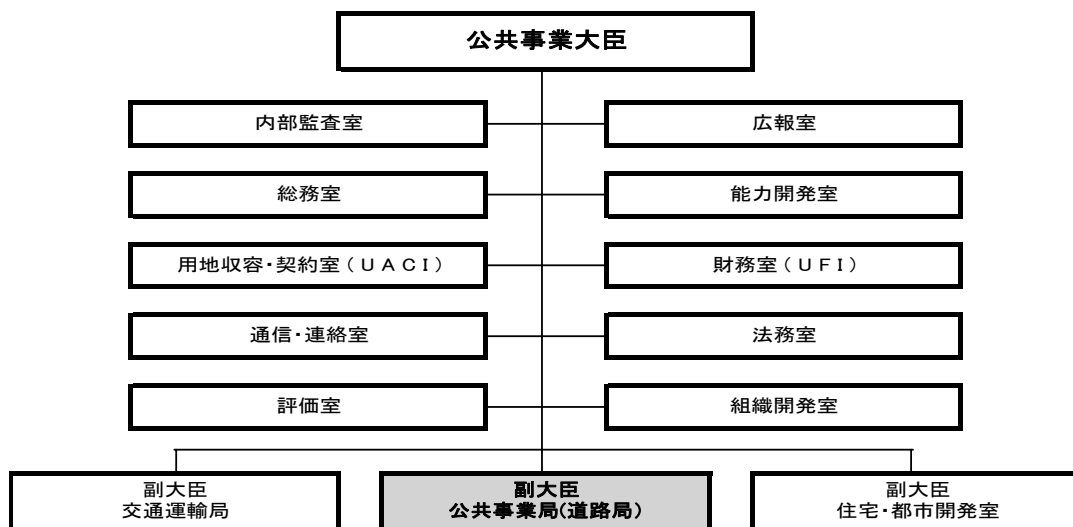 公共事業大臣
内部監査室
広報室
総務室
能力開発室
用地収容・契約室(UACI)
財務室(UFI)
通信・連絡室
法務室
評価室
組織開発室
副大臣
交通運輸局
副大臣
公共事業局(道路局)
副大臣
住宅・都市開発室